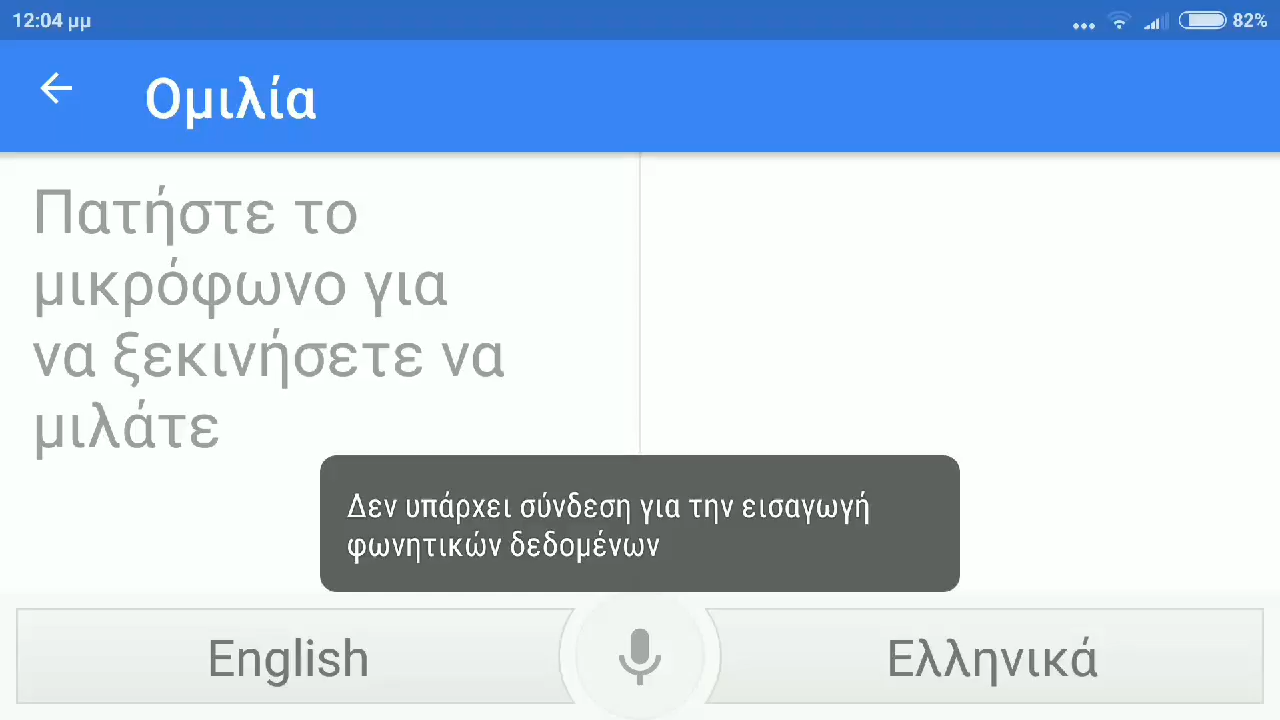 12:04 μμ
82%
Ομιλία
Πατήστε το
μικρόφωνο για
να ξεκινήσετε να
μιλάτε
Δεν υπάρχει σύνδεση για την εισαγωγή
φωνητικών δεδομένων
English
Ελληνικά